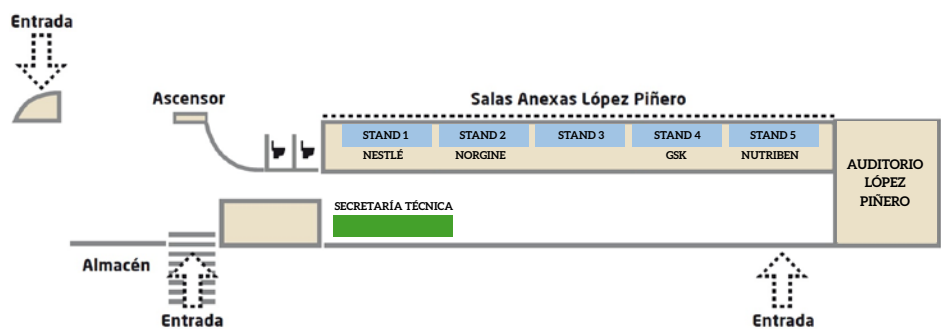 Entrada
Ascensor
Salas Anexas López Piñero
STAND 1
STAND 2
STAND 3
STAND 4
STAND 5
NESTLÉ
NORGINE
GSK
NUTRIBEN
AUDITORIO
LÓPEZ
PIÑERO
SECRETARÍA TÉCNICA
Almacén
Entrada
Entrada